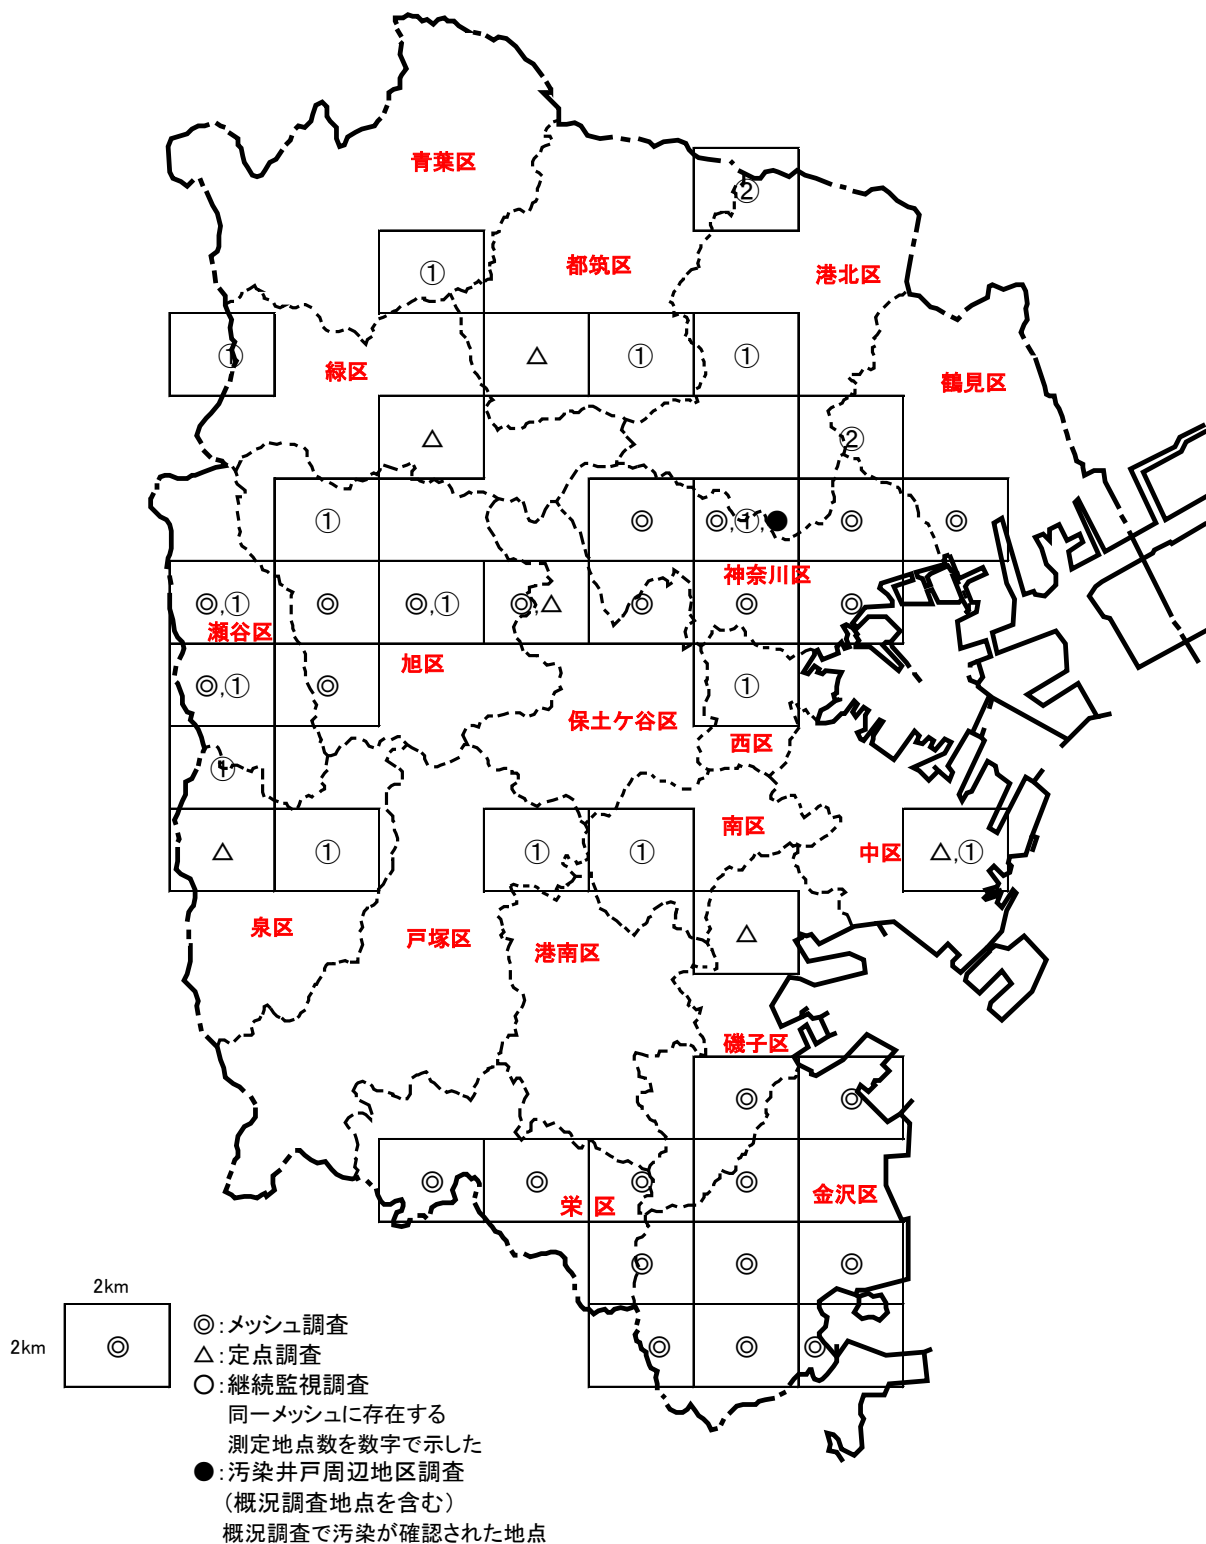 ②
青葉区
都筑区
①
港北区
①
△
①
①
緑区
鶴見区
△
②
①
◎
◎,①,●
◎
◎
神奈川区
◎,①
◎
◎,①
◎,△
◎
◎
◎
瀬谷区
旭区
◎,①
◎
①
保土ケ谷区
西区
④
南区
中区
△
①
①
①
△,①
泉区
戸塚区
港南区
△
磯子区
◎
◎
◎
◎
◎
◎
栄 区
金沢区
◎
◎
◎
◎
◎
◎
2km
2km
◎
◎:メッシュ調査
△:定点調査
○:継続監視調査
同一メッシュに存在する
測定地点数を数字で示した
●:汚染井戸周辺地区調査
(概況調査地点を含む)
概況調査で汚染が確認された地点